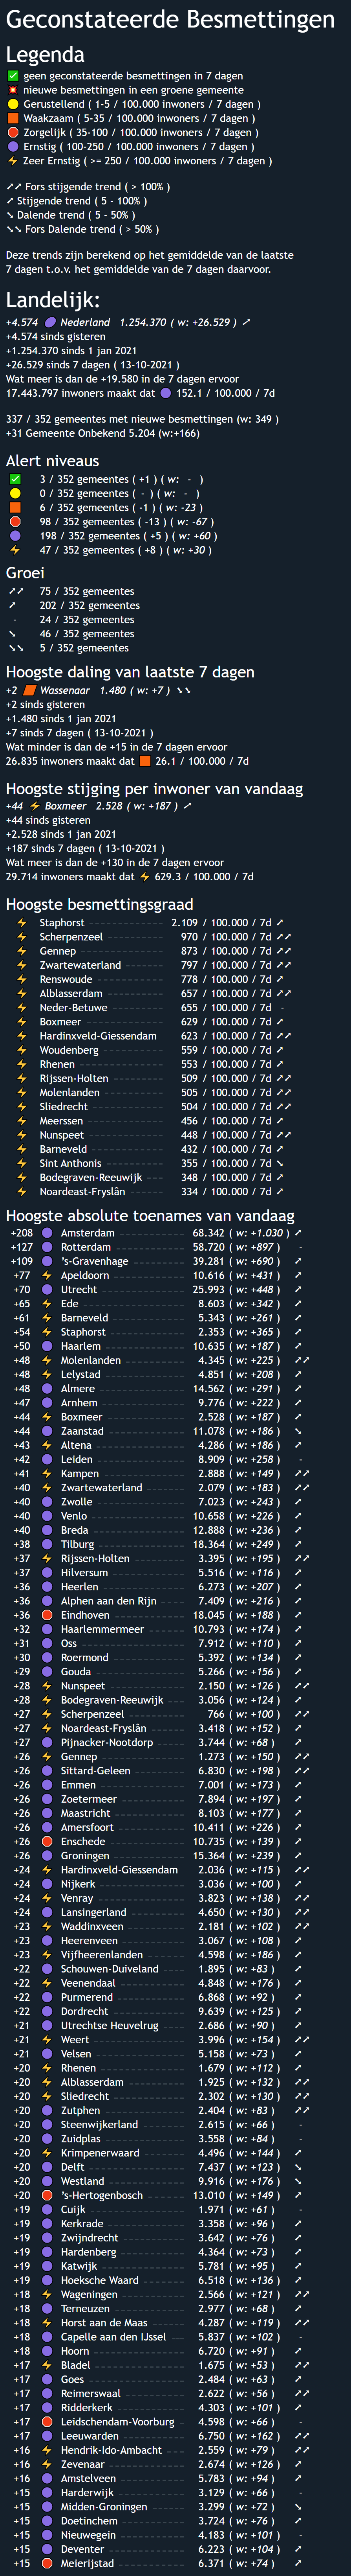 Geconstateerde Besmettingen
Legenda
geen geconstateerde besmettingen in 7 dagen
nieuwe besmettingen in een groene gemeente
Gerustellend ( 1-5 / 100.000 inwoners / 7 dagen )
Waakzaam ( 5-35 / 100.000 inwoners / 7 dagen )
Zorgelijk ( 35-100 / 100.000 inwoners / 7 dagen )
Ernstig ( 100-250 / 100.000 inwoners / 7 dagen )
Zeer Ernstig ( >= 250 / 100.000 inwoners / 7 dagen )
Fors stijgende trend ( > 100% )
Stijgende trend ( 5 - 100% )
Dalende trend ( 5 - 50% )
Fors Dalende trend ( > 50% )
Deze trends zijn berekend op het gemiddelde van de laatste
7 dagen t.o.v. het gemiddelde van de 7 dagen daarvoor.
Landelijk:
+4.574 Nederland 1.254.370 ( w: +26.529 )
+4.574 sinds gisteren
+1.254.370 sinds 1 jan 2021
+26.529 sinds 7 dagen ( 13-10-2021 )
Wat meer is dan de +19.580 in de 7 dagen ervoor
17.443.797 inwoners maakt dat 152.1 / 100.000 / 7d
337 / 352 gemeentes met nieuwe besmettingen (w: 349 )
+31 Gemeente Onbekend 5.204 (w:+166)
Alert niveaus
3 / 352 gemeentes ( +1 ) ( w: - )
0 / 352 gemeentes ( - ) ( w: - )
6 / 352 gemeentes ( -1 ) ( w: -23 )
98 / 352 gemeentes ( -13 ) ( w: -67 )
198 / 352 gemeentes ( +5 ) ( w: +60 )
47 / 352 gemeentes ( +8 ) ( w: +30 )
Groei
75 / 352 gemeentes
202 / 352 gemeentes
- 24 / 352 gemeentes
46 / 352 gemeentes
5 / 352 gemeentes
Hoogste daling van laatste 7 dagen
+2 Wassenaar 1.480 ( w: +7 )
+2 sinds gisteren
+1.480 sinds 1 jan 2021
+7 sinds 7 dagen ( 13-10-2021 )
Wat minder is dan de +15 in de 7 dagen ervoor
26.835 inwoners maakt dat 26.1 / 100.000 / 7d
Hoogste stijging per inwoner van vandaag
+44 Boxmeer 2.528 ( w: +187 )
+44 sinds gisteren
+2.528 sinds 1 jan 2021
+187 sinds 7 dagen ( 13-10-2021 )
Wat meer is dan de +130 in de 7 dagen ervoor
29.714 inwoners maakt dat 629.3 / 100.000 / 7d
Hoogste besmettingsgraad
Staphorst 2.109 / 100.000 / 7d
Scherpenzeel 970 / 100.000 / 7d
Gennep 873 / 100.000 / 7d
Zwartewaterland 797 / 100.000 / 7d
Renswoude 778 / 100.000 / 7d
Alblasserdam 657 / 100.000 / 7d
Neder-Betuwe 655 / 100.000 / 7d -
Boxmeer 629 / 100.000 / 7d
Hardinxveld-Giessendam 623 / 100.000 / 7d
Woudenberg 559 / 100.000 / 7d
Rhenen 553 / 100.000 / 7d
Rijssen-Holten 509 / 100.000 / 7d
Molenlanden 505 / 100.000 / 7d
Sliedrecht 504 / 100.000 / 7d
Meerssen 456 / 100.000 / 7d
Nunspeet 448 / 100.000 / 7d
Barneveld 432 / 100.000 / 7d
Sint Anthonis 355 / 100.000 / 7d
Bodegraven-Reeuwijk 348 / 100.000 / 7d
Noardeast-Fryslân 334 / 100.000 / 7d
Hoogste absolute toenames van vandaag
+208 Amsterdam 68.342 ( w: +1.030 )
+127 Rotterdam 58.720 ( w: +897 ) -
+109 's-Gravenhage 39.281 ( w: +690 )
+77 Apeldoorn 10.616 ( w: +431 )
+70 Utrecht 25.993 ( w: +448 )
+65 Ede 8.603 ( w: +342 )
+61 Barneveld 5.343 ( w: +261 )
+54 Staphorst 2.353 ( w: +365 )
+50 Haarlem 10.635 ( w: +187 )
+48 Molenlanden 4.345 ( w: +225 )
+48 Lelystad 4.851 ( w: +208 )
+48 Almere 14.562 ( w: +291 )
+47 Arnhem 9.776 ( w: +222 )
+44 Boxmeer 2.528 ( w: +187 )
+44 Zaanstad 11.078 ( w: +186 )
+43 Altena 4.286 ( w: +186 )
+42 Leiden 8.909 ( w: +258 ) -
+41 Kampen 2.888 ( w: +149 )
+40 Zwartewaterland 2.079 ( w: +183 )
+40 Zwolle 7.023 ( w: +243 )
+40 Venlo 10.658 ( w: +226 )
+40 Breda 12.888 ( w: +236 )
+38 Tilburg 18.364 ( w: +249 )
+37 Rijssen-Holten 3.395 ( w: +195 )
+37 Hilversum 5.516 ( w: +116 )
+36 Heerlen 6.273 ( w: +207 )
+36 Alphen aan den Rijn 7.409 ( w: +216 )
+36 Eindhoven 18.045 ( w: +188 )
+32 Haarlemmermeer 10.793 ( w: +174 )
+31 Oss 7.912 ( w: +110 )
+30 Roermond 5.392 ( w: +134 )
+29 Gouda 5.266 ( w: +156 )
+28 Nunspeet 2.150 ( w: +126 )
+28 Bodegraven-Reeuwijk 3.056 ( w: +124 )
+27 Scherpenzeel 766 ( w: +100 )
+27 Noardeast-Fryslân 3.418 ( w: +152 )
+27 Pijnacker-Nootdorp 3.744 ( w: +68 )
+26 Gennep 1.273 ( w: +150 )
+26 Sittard-Geleen 6.830 ( w: +198 )
+26 Emmen 7.001 ( w: +173 )
+26 Zoetermeer 7.894 ( w: +197 )
+26 Maastricht 8.103 ( w: +177 )
+26 Amersfoort 10.411 ( w: +226 )
+26 Enschede 10.735 ( w: +139 )
+26 Groningen 15.364 ( w: +239 )
+24 Hardinxveld-Giessendam 2.036 ( w: +115 )
+24 Nijkerk 3.036 ( w: +100 )
+24 Venray 3.823 ( w: +138 )
+24 Lansingerland 4.650 ( w: +130 )
+23 Waddinxveen 2.181 ( w: +102 )
+23 Heerenveen 3.067 ( w: +108 )
+23 Vijfheerenlanden 4.598 ( w: +186 )
+22 Schouwen-Duiveland 1.895 ( w: +83 )
+22 Veenendaal 4.848 ( w: +176 )
+22 Purmerend 6.868 ( w: +92 )
+22 Dordrecht 9.639 ( w: +125 )
+21 Utrechtse Heuvelrug 2.686 ( w: +90 )
+21 Weert 3.996 ( w: +154 )
+21 Velsen 5.158 ( w: +73 )
+20 Rhenen 1.679 ( w: +112 )
+20 Alblasserdam 1.925 ( w: +132 )
+20 Sliedrecht 2.302 ( w: +130 )
+20 Zutphen 2.404 ( w: +83 )
+20 Steenwijkerland 2.615 ( w: +66 ) -
+20 Zuidplas 3.558 ( w: +84 ) -
+20 Krimpenerwaard 4.496 ( w: +144 )
+20 Delft 7.437 ( w: +123 )
+20 Westland 9.916 ( w: +176 )
+20 's-Hertogenbosch 13.010 ( w: +149 )
+19 Cuijk 1.971 ( w: +61 ) -
+19 Kerkrade 3.358 ( w: +96 )
+19 Zwijndrecht 3.642 ( w: +76 )
+19 Hardenberg 4.364 ( w: +73 )
+19 Katwijk 5.781 ( w: +95 )
+19 Hoeksche Waard 6.518 ( w: +136 )
+18 Wageningen 2.566 ( w: +121 )
+18 Terneuzen 2.977 ( w: +68 )
+18 Horst aan de Maas 4.287 ( w: +119 )
+18 Capelle aan den IJssel 5.837 ( w: +102 ) -
+18 Hoorn 6.720 ( w: +91 )
+17 Bladel 1.675 ( w: +53 )
+17 Goes 2.484 ( w: +63 )
+17 Reimerswaal 2.622 ( w: +56 )
+17 Ridderkerk 4.303 ( w: +101 )
+17 Leidschendam-Voorburg 4.598 ( w: +66 ) -
+17 Leeuwarden 6.750 ( w: +162 )
+16 Hendrik-Ido-Ambacht 2.559 ( w: +79 )
+16 Zevenaar 2.674 ( w: +126 )
+16 Amstelveen 5.783 ( w: +94 )
+15 Harderwijk 3.129 ( w: +66 ) -
+15 Midden-Groningen 3.299 ( w: +72 )
+15 Doetinchem 3.724 ( w: +76 )
+15 Nieuwegein 4.183 ( w: +101 ) -
+15 Deventer 6.223 ( w: +104 )
+15 Meierijstad 6.371 ( w: +74 )